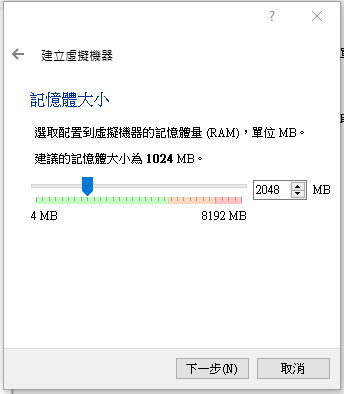 建立虛擬機器
記憶體大小
選取配置到虛擬機器的記憶體量 (RAM)，單位 MB。
建議的記憶體大小為 1024 MB。
2048 MB
4 MB 8192 MB
下一步(N) 取消